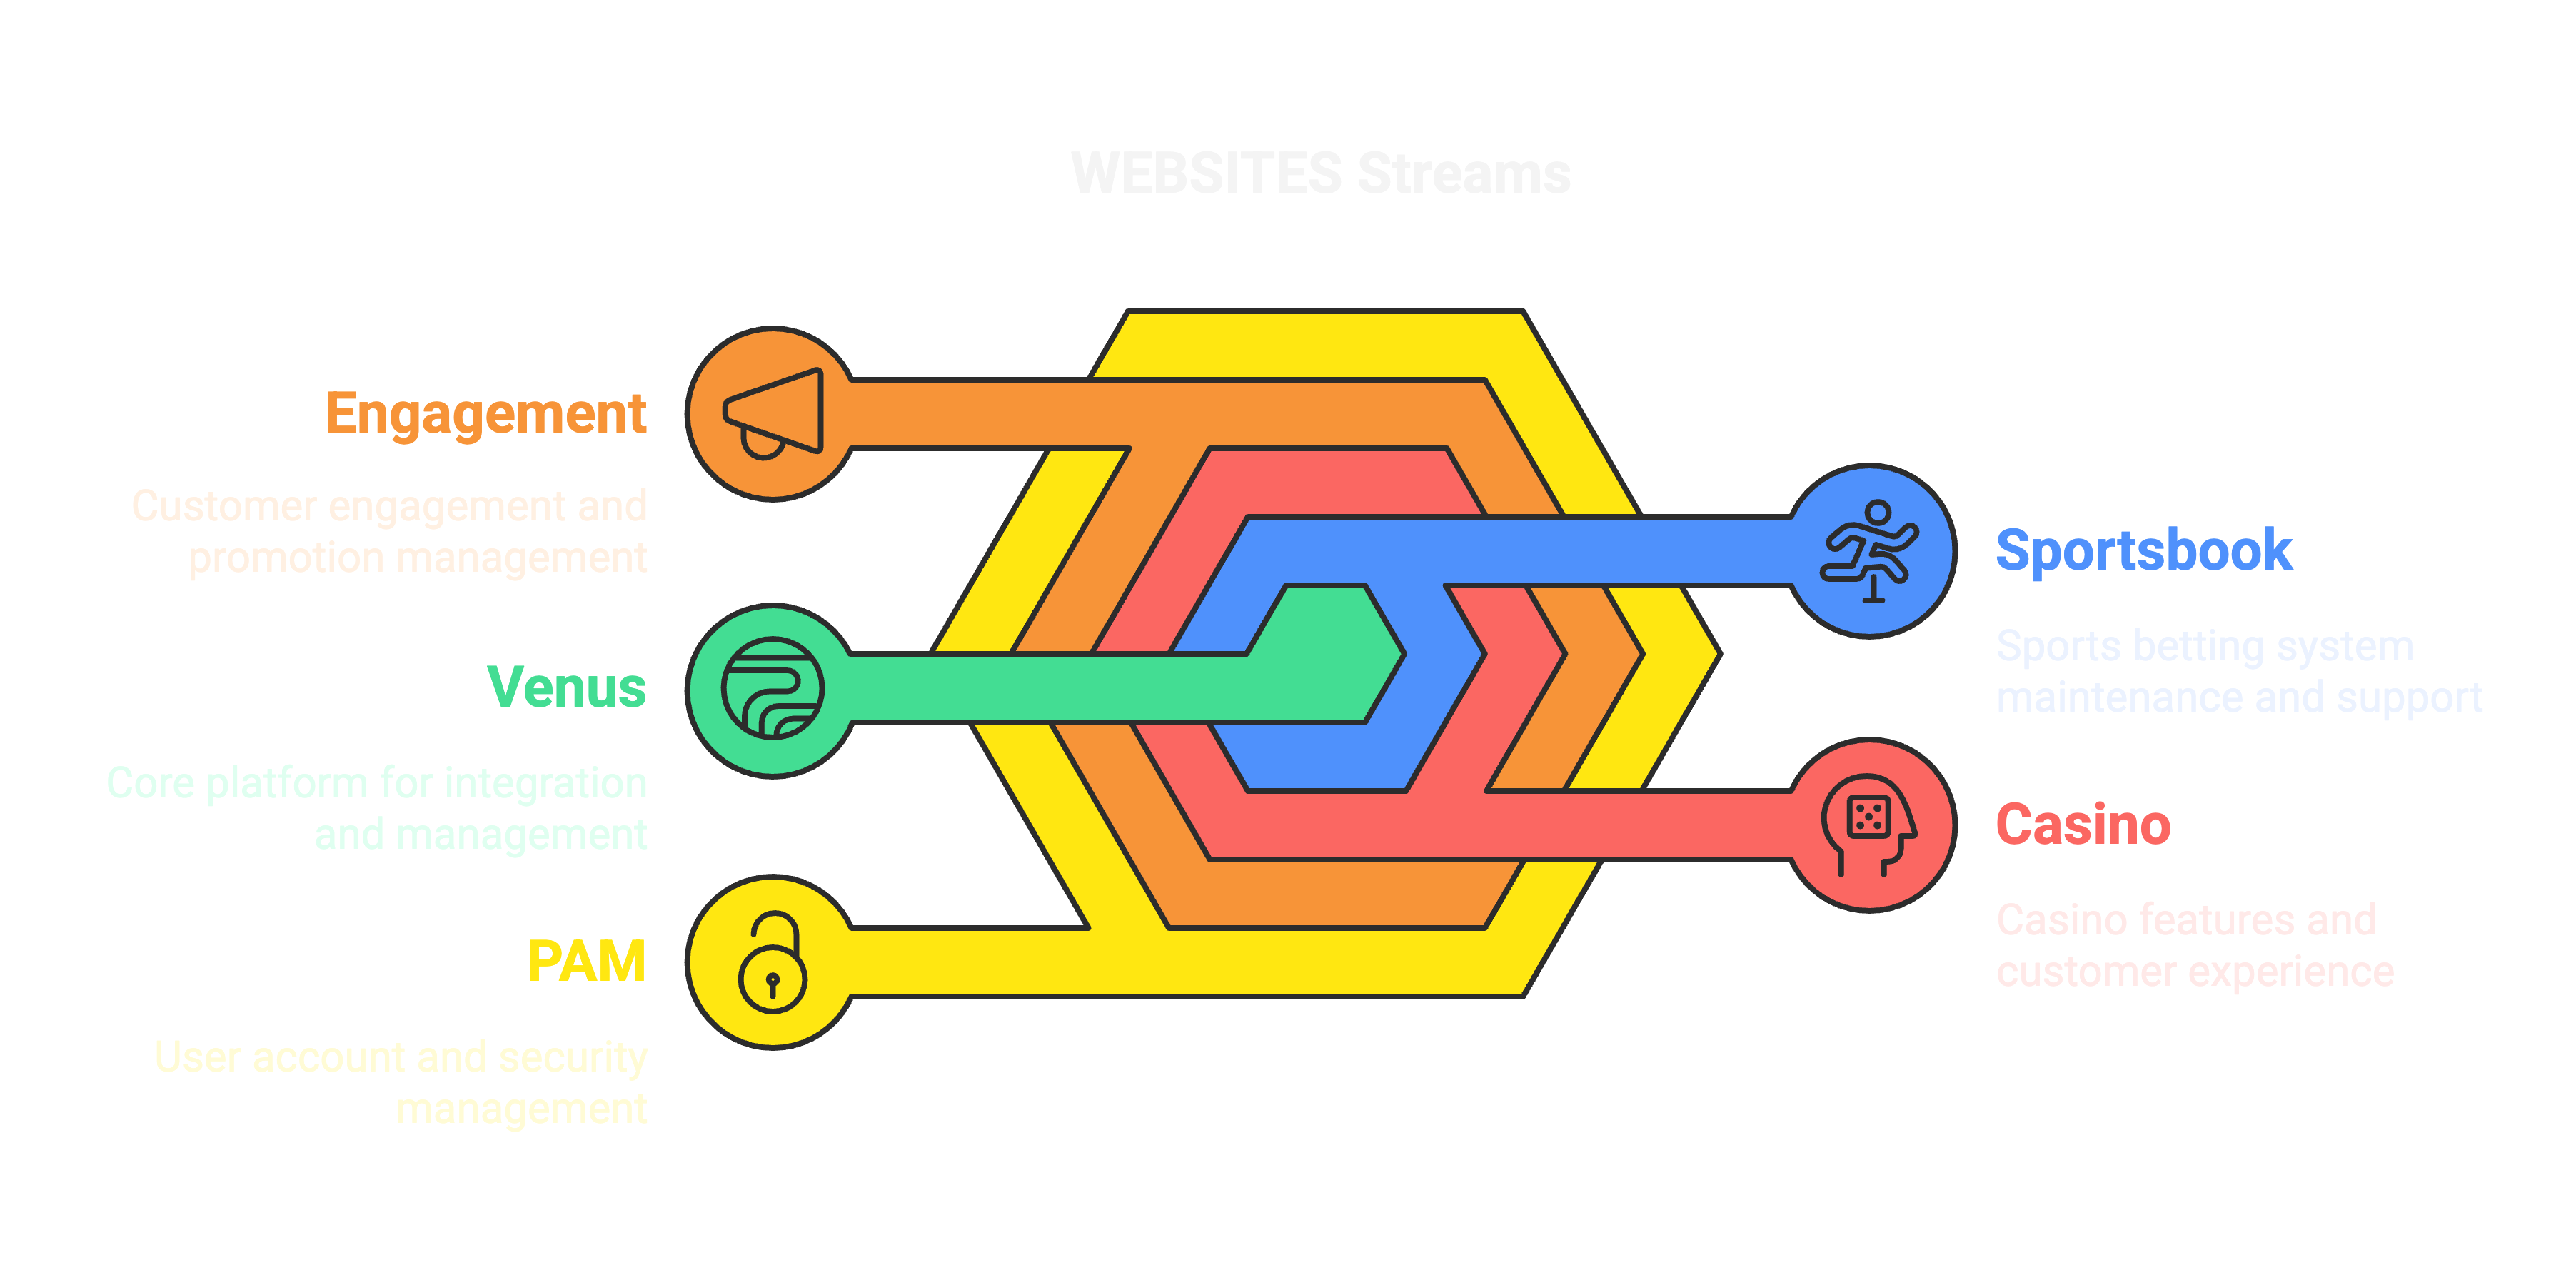 WEBSITES Streams
Engagement
Customer engagement and
promotion management
Venus
Core platform for integration
and management
PAM
User account and security
management
Sportsbook
Sports betting system
maintenance and support
Casino
Casino features and
customer experience